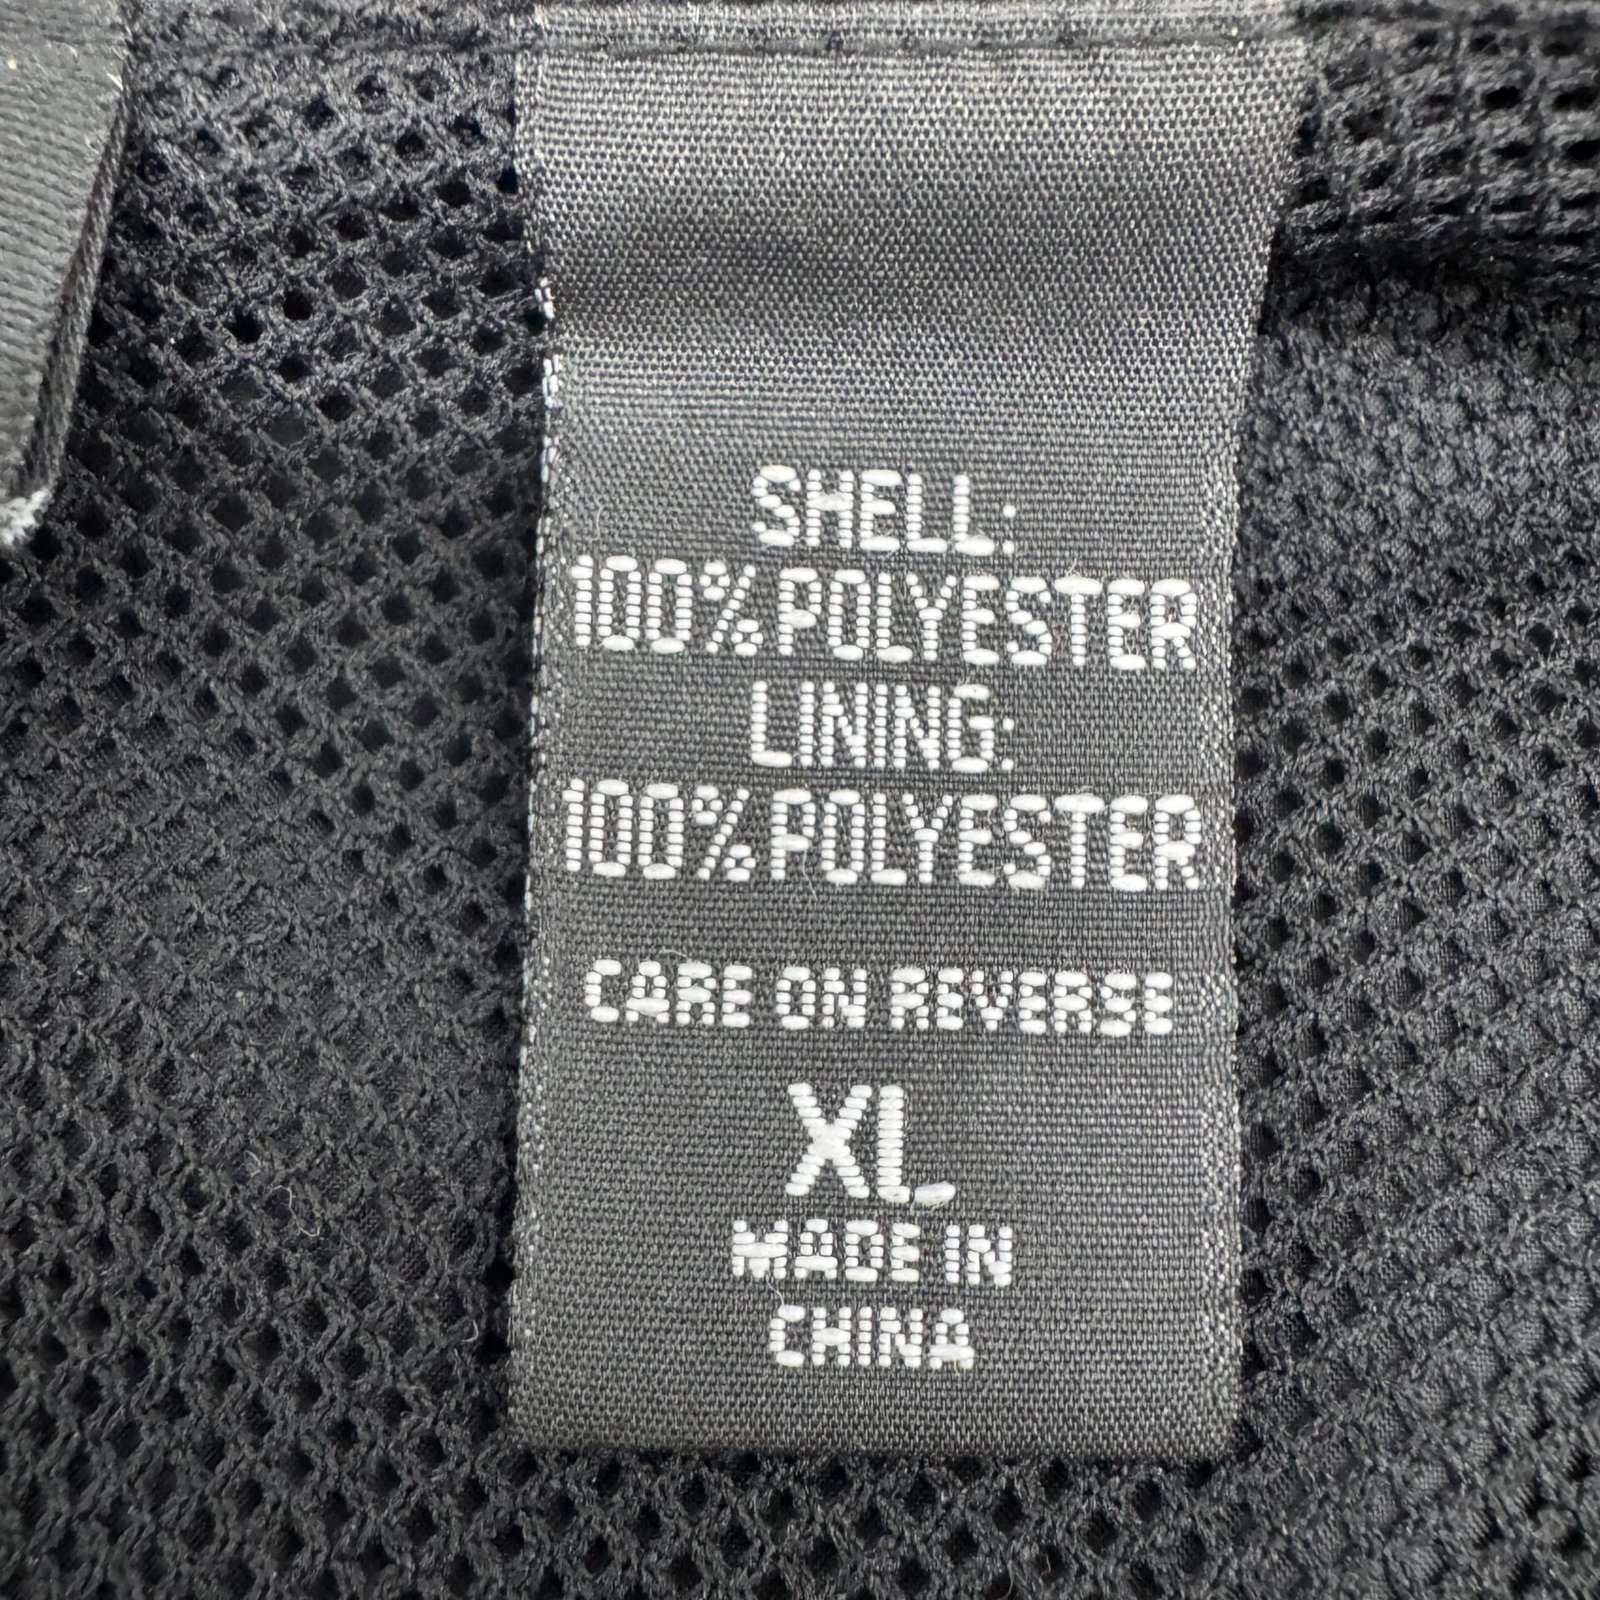 SHELL:
100% POLYESTER
LINING:
100% POLYESTER
CARE ON REVERSE
XL
MADE IN
CHINA